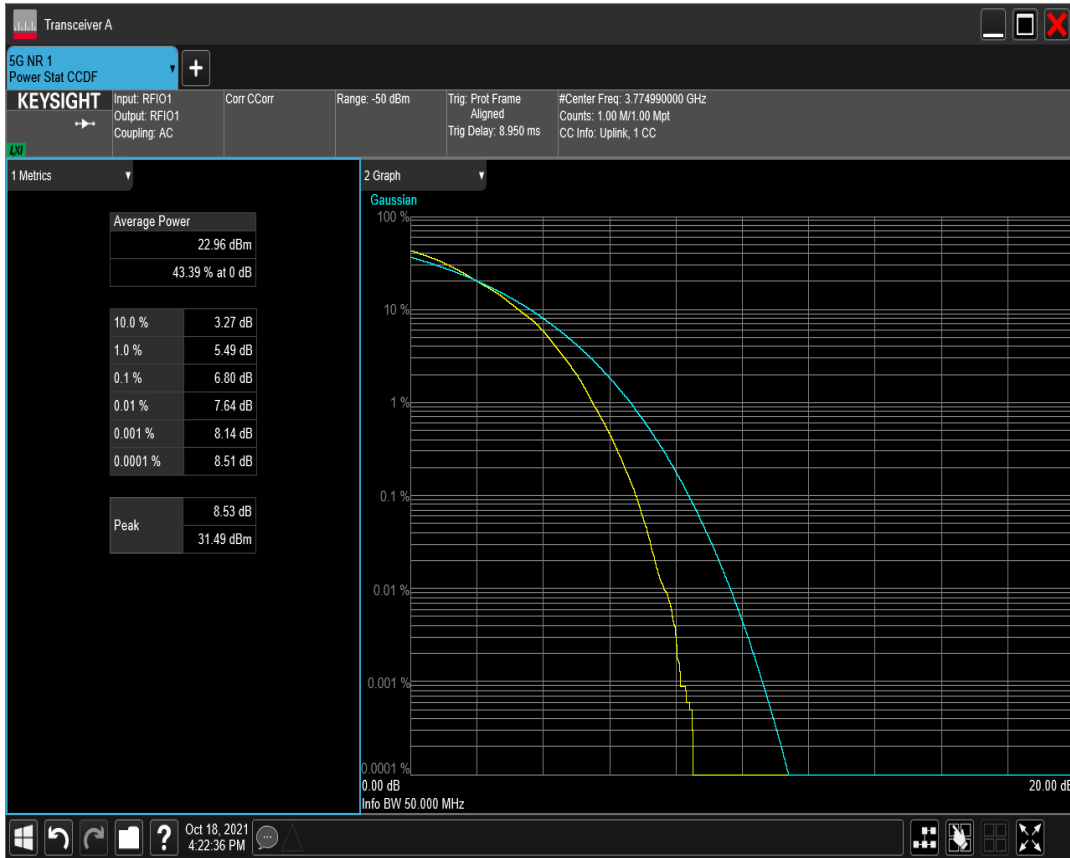 Transceiver A
5G NR 1
Power Stat CCDF
KEYSIGHT
LXI
Input: RFIO1
Output: RFIO1
Coupling: AC
Corr CCorr
Range: -50 dBm
Trig: Prot Frame
Aligned
Trig Delay: 8.950 ms
#Center Freq: 3.774990000 GHz
Counts: 1.00 M/1.00 Mpt
CC Info: Uplink, 1 CC
1 Metrics
Average Power
22.96 dBm
43.39 % at 0 dB
10.0 % 3.27 dB
1.0 % 5.49 dB
0.1 % 6.80 dB
0.01 % 7.64 dB
0.001 % 8.14 dB
0.0001 % 8.51 dB
Peak 8.53 dB
31.49 dBm
2 Graph
Gaussian
100 %
10 %
1 %
0.1 %
0.01 %
0.001 %
0.0001 %
0.00 dB 20.00 dB
Info BW 50.000 MHz
Oct 18, 2021
4:22:36 PM